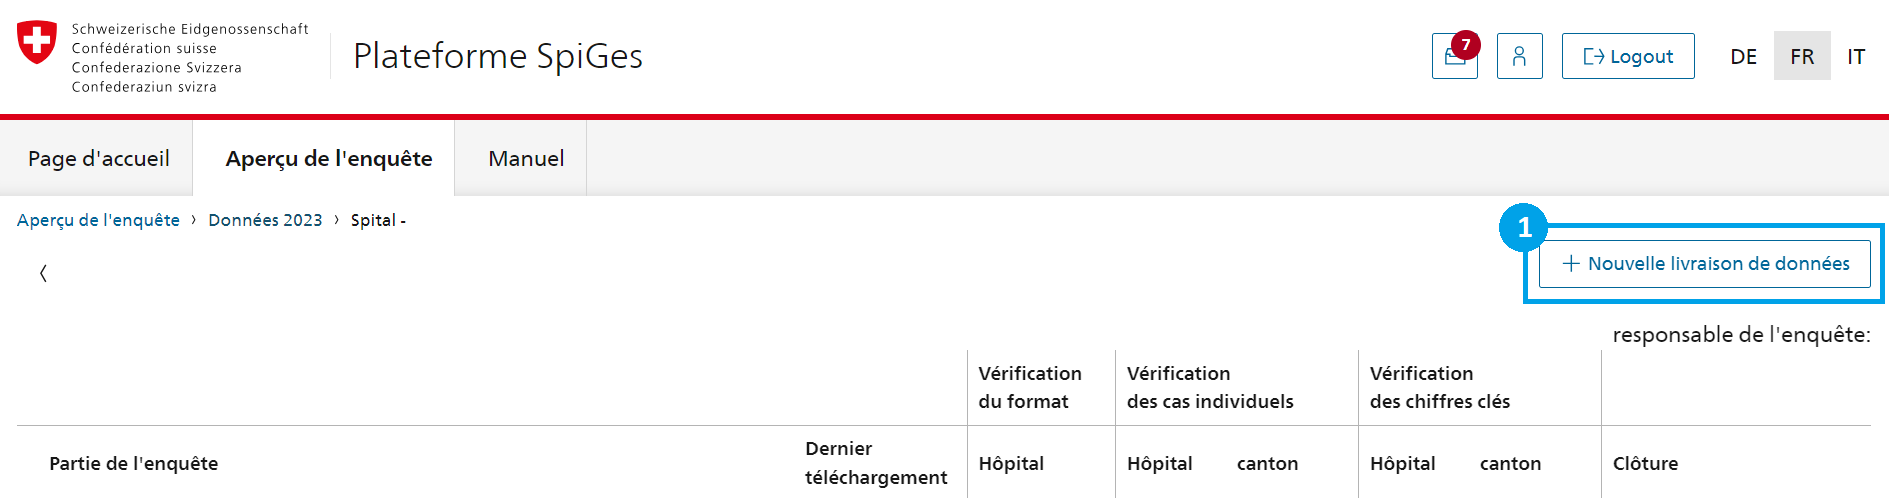 Schweizerische Eidgenossenschaft
Confédération suisse
Confederazione Svizzera
Confederaziun svizra
Plateforme SpiGes
7
Logout
DE FR IT
Page d'accueil Aperçu de l'enquête Manuel
Aperçu de l'enquête › Données 2023 › Spital -
1
+ Nouvelle livraison de données
responsable de l'enquête:
Vérification du format
Vérification des cas individuels
Vérification des chiffres clés
Partie de l'enquête
Dernier téléchargement
Hôpital
Hôpital canton
Hôpital canton
Clôture